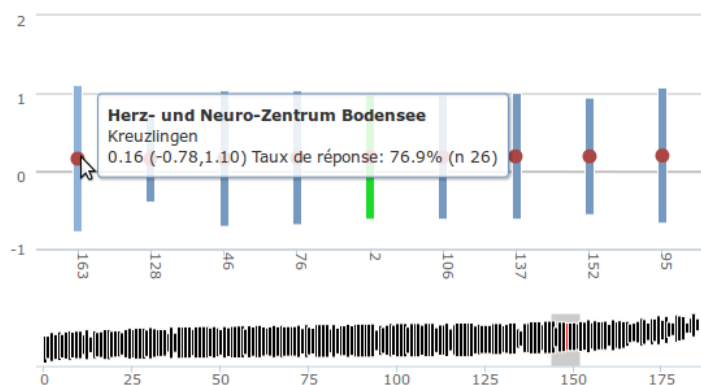 2
1
Herz- und Neuro-Zentrum Bodensee
Kreuzlingen
0.16 (-0.78,1.10) Taux de réponse: 76.9% (n 26)
0
-1
163 128 46 76 2 106 137 152 95
0 25 50 75 100 125 150 175